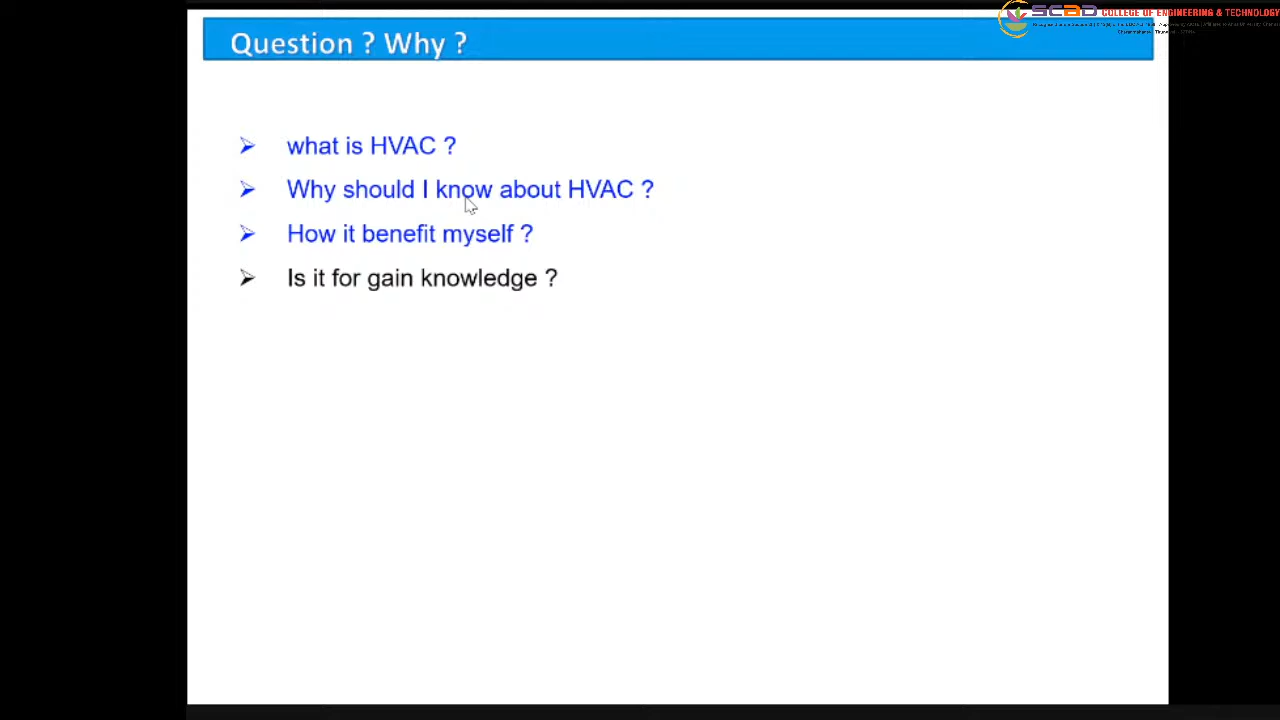 SCAD COLLEGE OF ENGINEERING & TECHNOLOGY
Question ? Why ?
what is HVAC ?
Why should I know about HVAC ?
How it benefit myself ?
Is it for gain knowledge ?